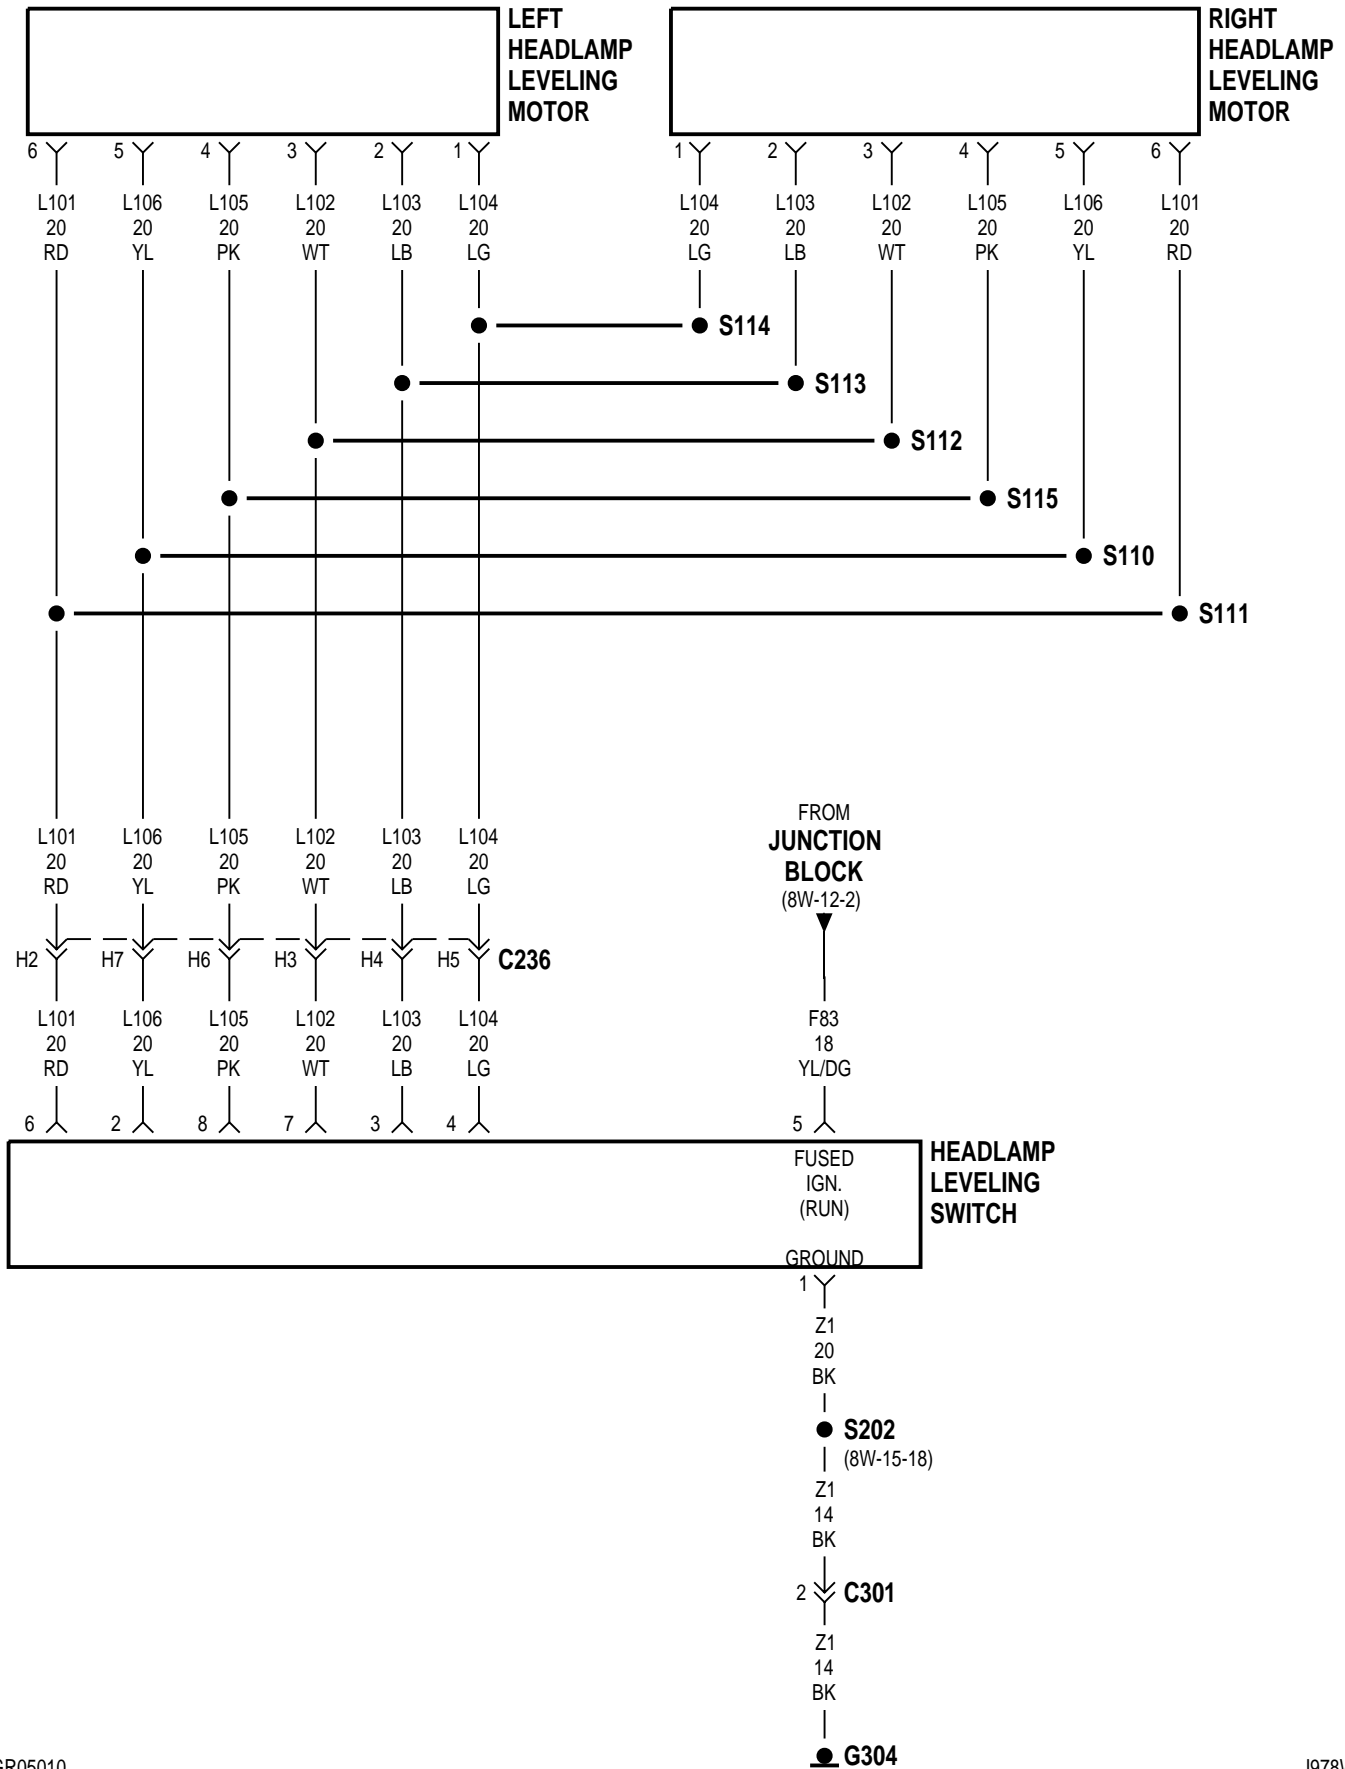 LEFT
HEADLAMP
LEVELING
MOTOR
RIGHT
HEADLAMP
LEVELING
MOTOR
6 5 4 3 2 1 1 2 3 4 5 6
L101 L106 L105 L102 L103 L104 L104 L103 L102 L105 L106 L101
20 20 20 20 20 20 20 20 20 20 20 20
RD YL PK WT LB LG LG LB WT PK YL RD
S114
S113
S112
S115
S110
S111
FROM
JUNCTION
BLOCK
(8W-12-2)
L101 L106 L105 L102 L103 L104
20 20 20 20 20 20
RD YL PK WT LB LG
H2 H7 H6 H3 H4 H5 C236
L101 L106 L105 L102 L103 L104 F83
20 20 20 20 20 20 18
RD YL PK WT LB LG YL/DG
6 2 8 7 3 4 5
FUSED
IGN.
(RUN)
GROUND
HEADLAMP
LEVELING
SWITCH
1
Z1
20
BK
S202
(8W-15-18)
Z1
14
BK
2 C301
Z1
14
BK
G304